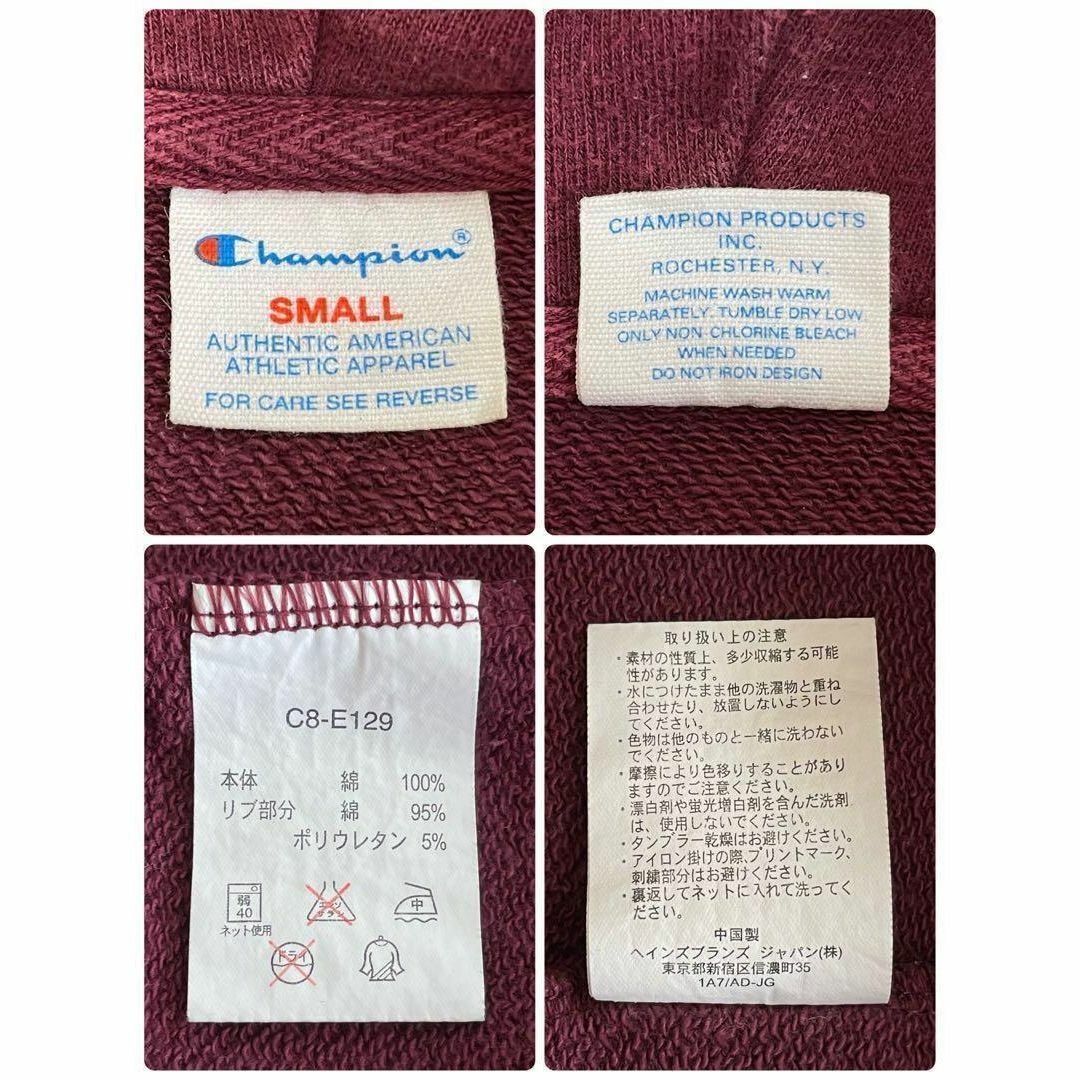 Champion®
SMALL
AUTHENTIC AMERICAN
ATHLETIC APPAREL
FOR CARE SEE REVERSE
CHAMPION PRODUCTS
INC.
ROCHESTER, N.Y.
MACHINE WASH WARM
SEPARATELY. TUMBLE DRY LOW
ONLY NON CHLORINE BLEACH
WHEN NEEDED
DO NOT IRON DESIGN
C8-E129
本体 綿 100%
リブ部分 綿 95%
ポリウレタン 5%
弱
40
エンソ
サラシ
中
ネット使用
ドライ
取り扱い上の注意
・素材の性質上、多少収縮する可能
性があります。
・水につけたまま他の洗濯物と重ね
合わせたり、放置しないようにし
てください。
・色物は他のものと一緒に洗わない
でください。
・摩擦により色移りすることがあり
ますのでご注意ください。
・漂白剤や蛍光増白剤を含んだ洗剤
は、使用しないでください。
・タンブラー乾燥はお避けください。
・アイロン掛けの際、プリントマーク、
刺繍部分はお避けください。
・裏返してネットに入れて洗ってく
ださい。
中国製
ヘインズブランズ ジャパン(株)
東京都新宿区信濃町35
1A7/AD-JG